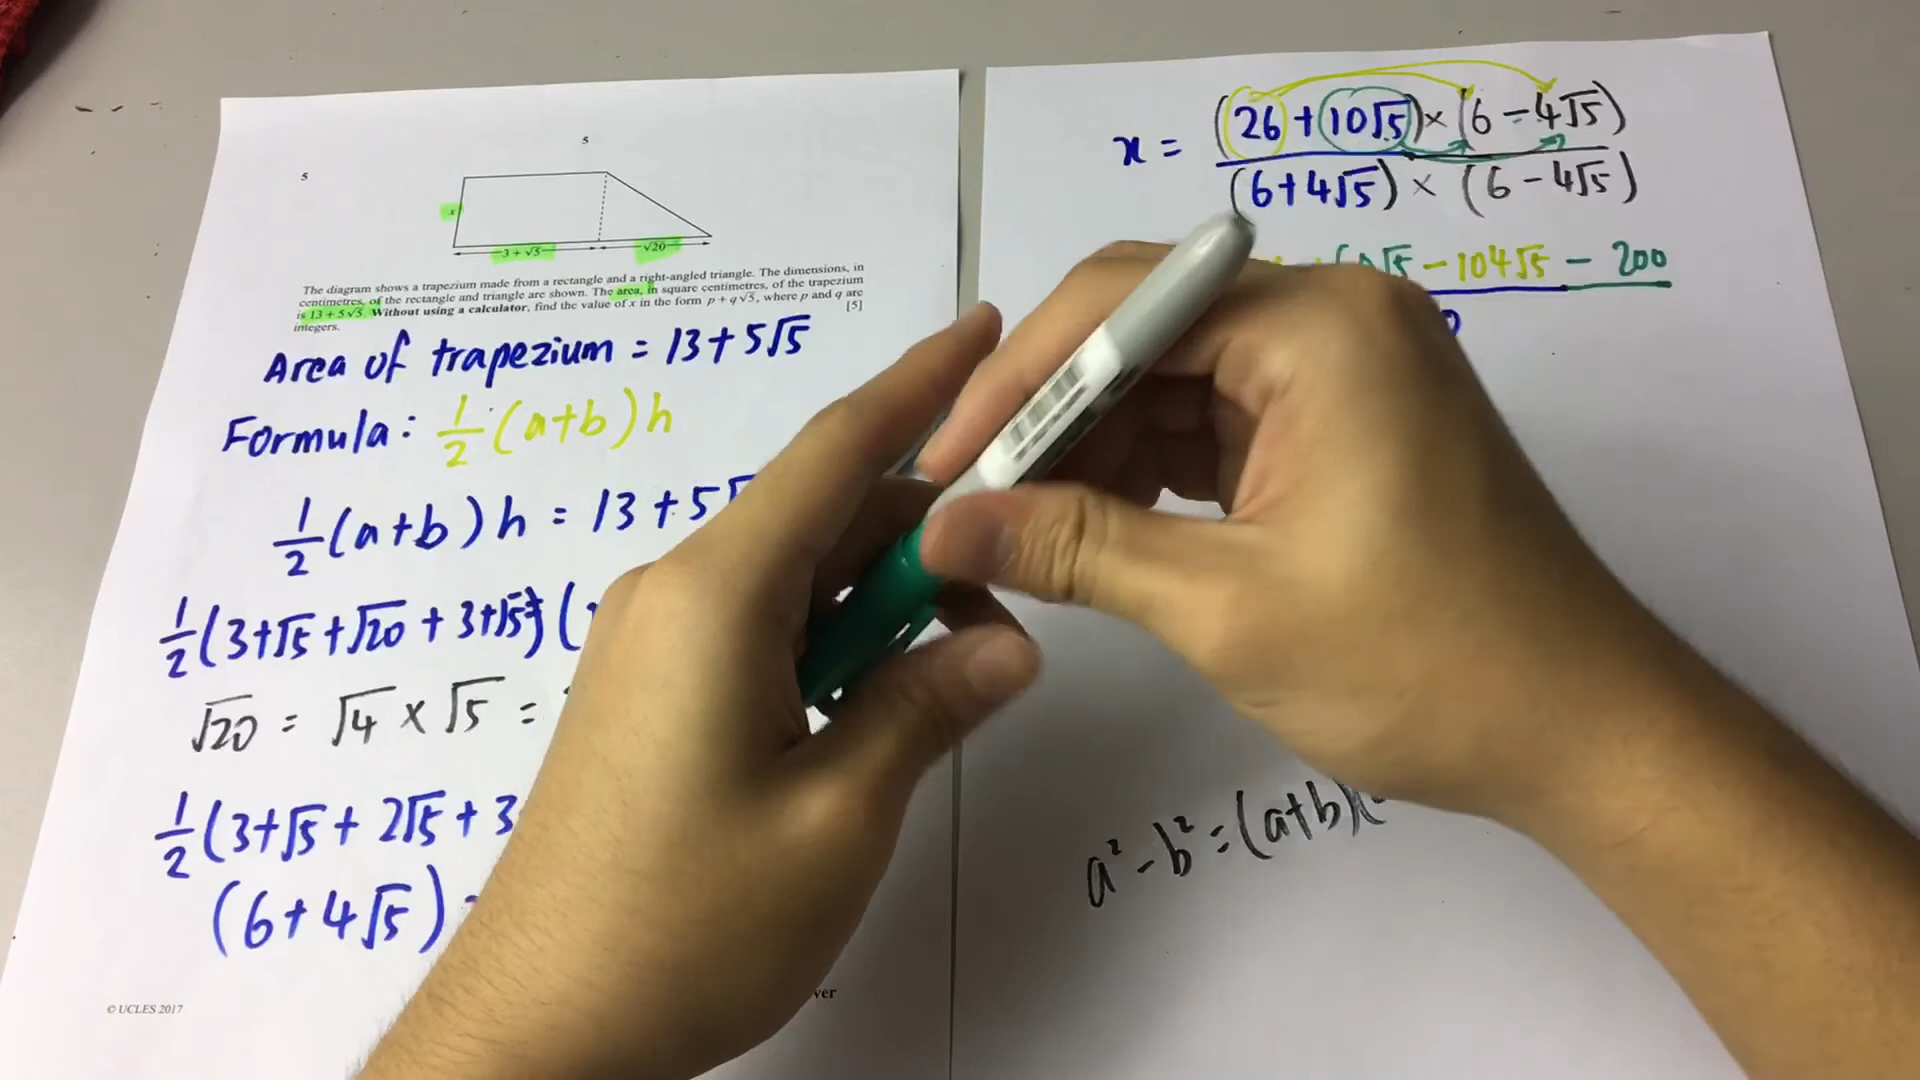 5
5
x
3 + √5
√20
The diagram shows a trapezium made from a rectangle and a right-angled triangle. The dimensions, in
centimetres, of the rectangle and triangle are shown. The area, in square centimetres, of the trapezium
is 13 + 5√5. Without using a calculator, find the value of x in the form p + q√5, where p and q are
integers.
[5]
Area of trapezium = 13 + 5√5
Formula: 1/2 (a+b) h
1/2 (a+b) h = 13 + 5√
1/2 (3+√5 + √20 + 3+√5) (
√20 = √4 × √5 =
1/2 (3+√5 + 2√5 + 3
(6 + 4√5)
© UCLES 2017
x = (26 + 10√5) × (6 − 4√5)
(6 + 4√5) × (6 − 4√5)
√5 − 104√5 − 200
a² − b² = (a+b)(